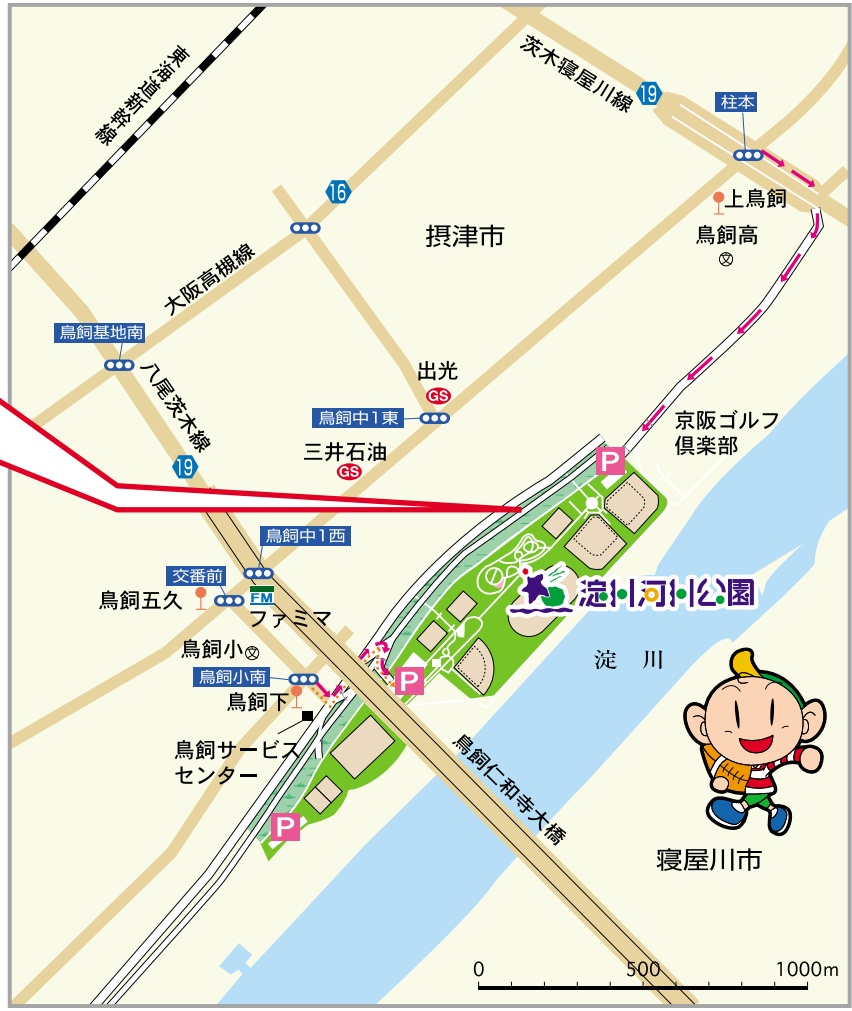 東海道新幹線
茨木寝屋川線
19
柱本
16
上鳥飼
摂津市
鳥飼高
文
大阪高槻線
鳥飼基地南
八尾茨木線
出光
GS
鳥飼中1東
京阪ゴルフ
倶楽部
三井石油
GS
19
P
鳥飼中1西
交番前
鳥飼五久
FM
ファミマ
淀川河川公園
鳥飼小
文
淀 川
鳥飼小南
P
鳥飼下
鳥飼サービス
センター
鳥飼仁和寺大橋
P
寝屋川市
0 500 1000m